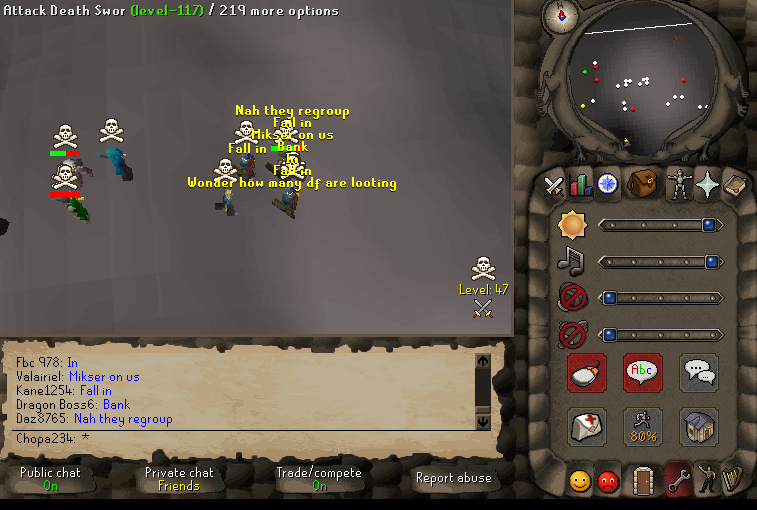 Attack Death Swor (level-117) / 219 more options
Nah they regroup
Fall in
Mikser on us
Fall in
Bank
In
Fall in
Wonder how many df are looting
Level: 47
Fbc 978: In
Valairiel: Mikser on us
Kane1254: Fall in
Dragon Boss6: Bank
Daz8765: Nah they regroup
Chopa234: *
Abc
80%
Public chat
On
Private chat
Friends
Trade/compete
On
Report abuse